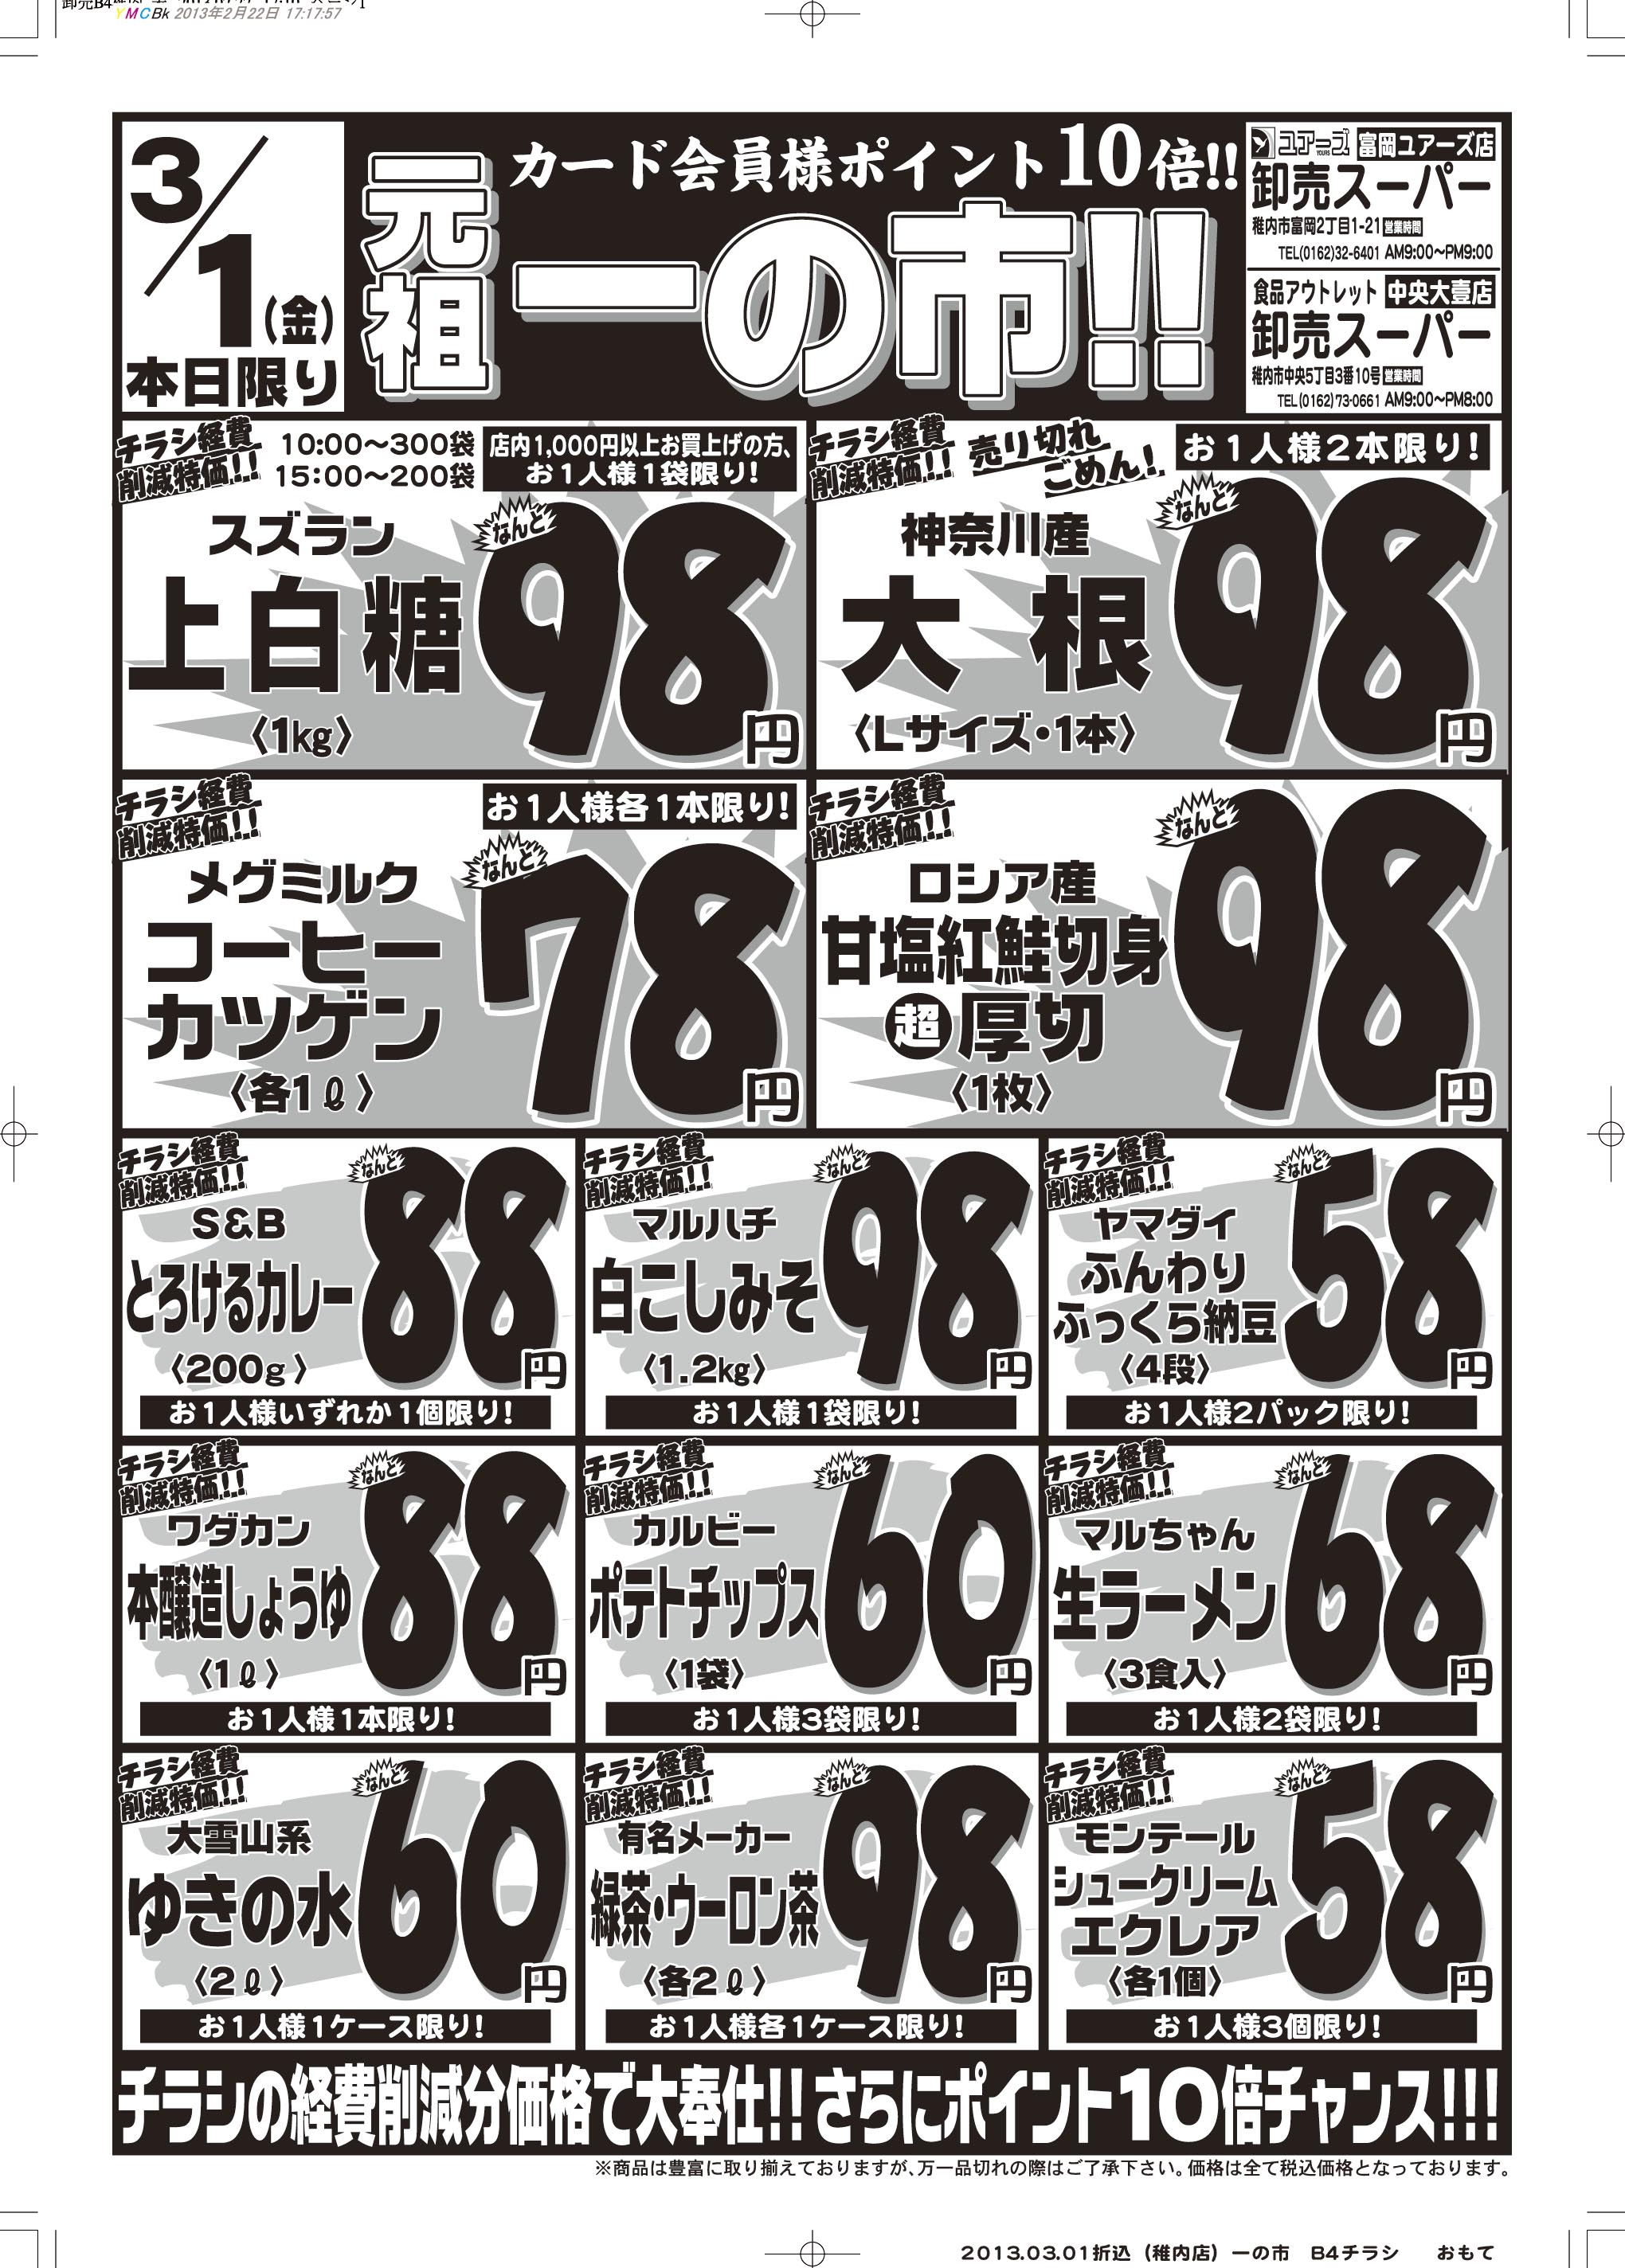 YMCBk 2013年2月22日 17:17:57
3/1(金)
本日限り
カード会員様ポイント10倍!!
元祖 一の市!!
ユアーズ YOURS 富岡ユアーズ店
卸売スーパー
稚内市富岡2丁目1-21 営業時間
TEL(0162)32-6401 AM9:00〜PM9:00
食品アウトレット 中央大壹店
卸売スーパー
稚内市中央5丁目3番10号 営業時間
TEL(0162)73-0661 AM9:00〜PM8:00
チラシ経費
削減特価!!
10:00〜300袋
15:00〜200袋
店内1,000円以上お買上げの方、
お1人様1袋限り!
スズラン
上白糖
〈1kg〉
なんと
98円
チラシ経費
削減特価!!
売り切れ
ごめん!
お1人様2本限り!
神奈川産
大根
〈Lサイズ・1本〉
なんと
98円
チラシ経費
削減特価!!
お1人様各1本限り!
メグミルク
コーヒー
カツゲン
〈各1ℓ〉
なんと
78円
チラシ経費
削減特価!!
ロシア産
甘塩紅鮭切身
超厚切
〈1枚〉
なんと
98円
チラシ経費
削減特価!!
S&B
とろけるカレー
〈200g〉
なんと
88円
お1人様いずれか1個限り!
チラシ経費
削減特価!!
マルハチ
白こしみそ
〈1.2kg〉
なんと
98円
お1人様1袋限り!
チラシ経費
削減特価!!
ヤマダイ
ふんわり
ふっくら納豆
〈4段〉
なんと
58円
お1人様2パック限り!
チラシ経費
削減特価!!
ワダカン
本醸造しょうゆ
〈1ℓ〉
なんと
88円
お1人様1本限り!
チラシ経費
削減特価!!
カルビー
ポテトチップス
〈1袋〉
なんと
60円
お1人様3袋限り!
チラシ経費
削減特価!!
マルちゃん
生ラーメン
〈3食入〉
なんと
68円
お1人様2袋限り!
チラシ経費
削減特価!!
大雪山系
ゆきの水
〈2ℓ〉
なんと
60円
お1人様1ケース限り!
チラシ経費
削減特価!!
有名メーカー
緑茶・ウーロン茶
〈各2ℓ〉
なんと
98円
お1人様各1ケース限り!
チラシ経費
削減特価!!
モンテール
シュークリーム
エクレア
〈各1個〉
なんと
58円
お1人様3個限り!
チラシの経費削減分価格で大奉仕!!さらにポイント10倍チャンス!!!
※商品は豊富に取り揃えておりますが、万一品切れの際はご了承下さい。価格は全て税込価格となっております。
2013.03.01折込（稚内店）一の市　B4チラシ　　おもて